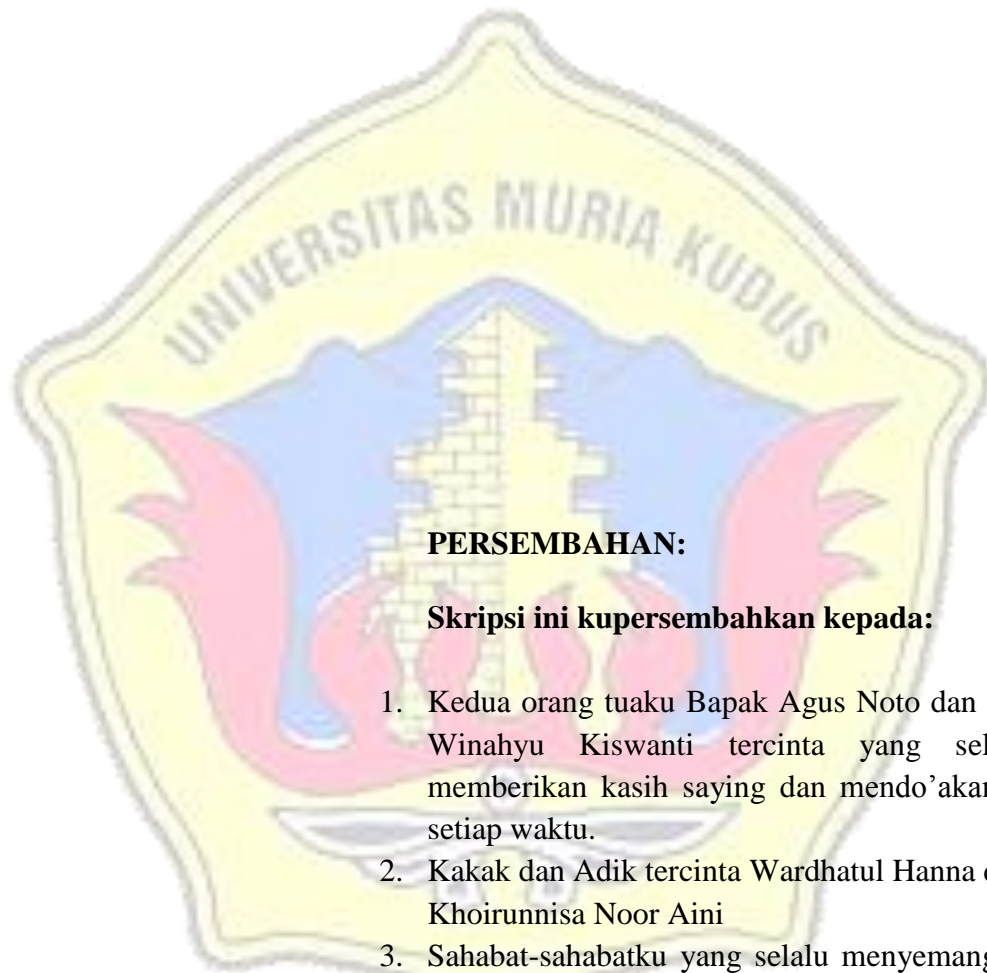 UNIVERSITAS MURIA KUDUS
PERSEMBAHAN:
Skripsi ini kupersembahkan kepada:
1. Kedua orang tuaku Bapak Agus Noto dan
Winahyu Kiswanti tercinta yang sel
memberikan kasih saying dan mendo’akan
setiap waktu.
2. Kakak dan Adik tercinta Wardhatul Hanna
Khoirunnisa Noor Aini
3. Sahabat-sahabatku yang selalu menyemang